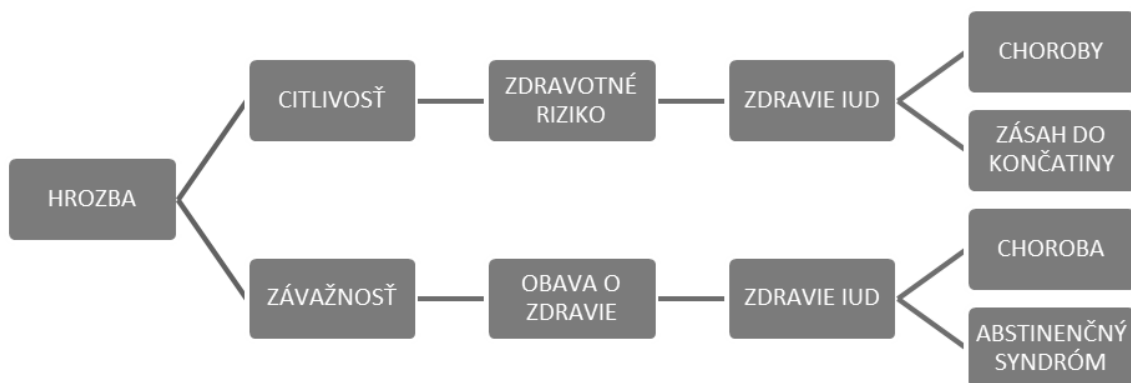 HROZBA
CITLIVOSŤ
ZDRAVOTNÉ
RIZIKO
ZDRAVIE IUD
CHOROBY
ZÁSAH DO
KONČATINY
ZÁVAŽNOSŤ
OBAVA O
ZDRAVIE
ZDRAVIE IUD
CHOROBA
ABSTINENČNÝ
SYNDRÓM